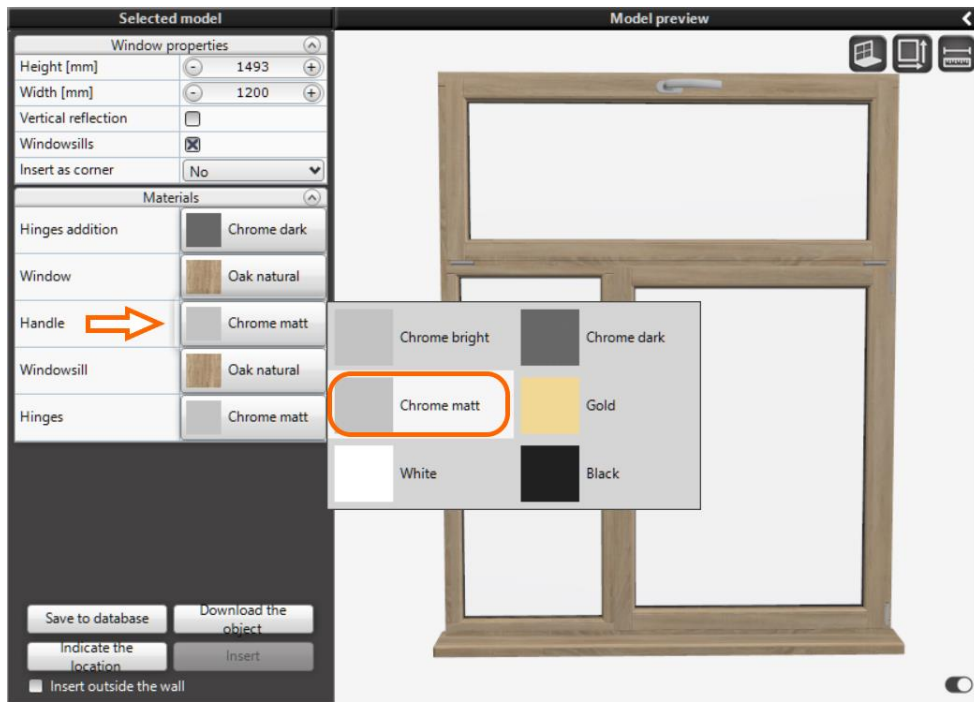 Selected model
Model preview
Window properties
Height [mm] - 1493 +
Width [mm] - 1200 +
Vertical reflection
Windowsills
Insert as corner No
Materials
Hinges addition Chrome dark
Window Oak natural
Handle Chrome matt
Windowsill Oak natural
Hinges Chrome matt
Chrome bright Chrome dark
Chrome matt Gold
White Black
Save to database
Download the
object
Indicate the
location
Insert
Insert outside the wall